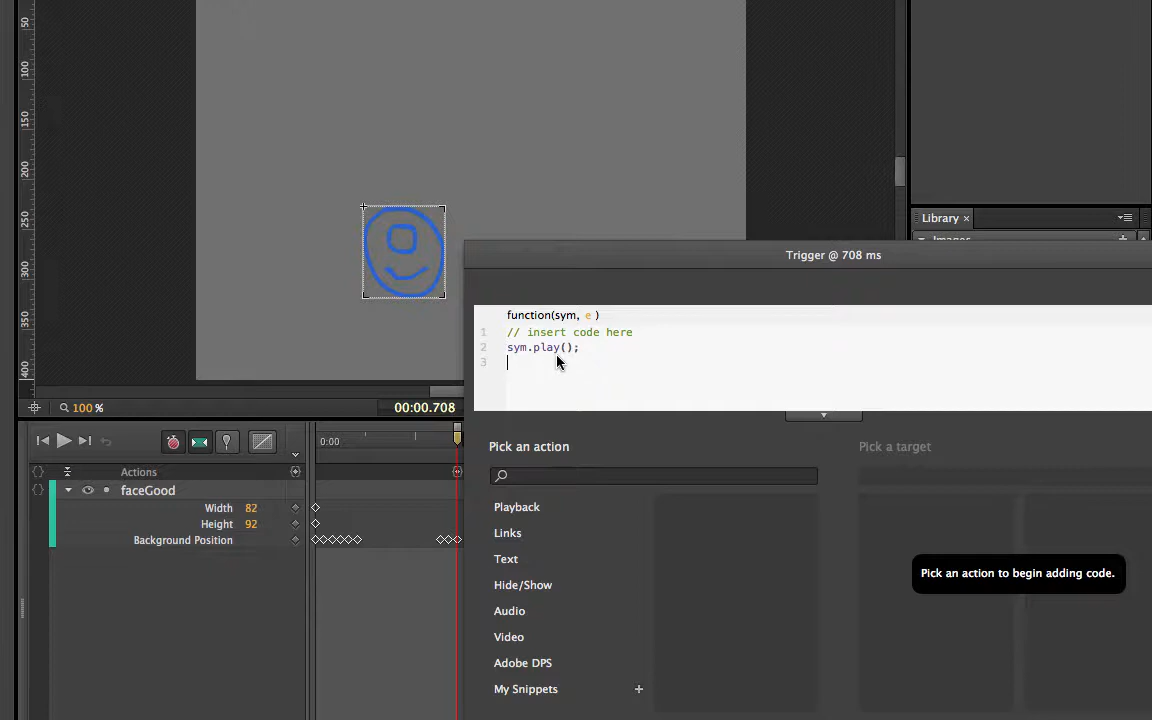 50
100
150
200
250
300
350
400
Library ×
Images
Trigger @ 708 ms
function(sym, e )
1 // insert code here
2 sym.play();
3
100 %
00:00.708
Pick an action
Pick a target
0:00
Actions
faceGood
Width 82
Height 92
Background Position
Playback
Links
Text
Hide/Show
Audio
Video
Adobe DPS
My Snippets +
Pick an action to begin adding code.